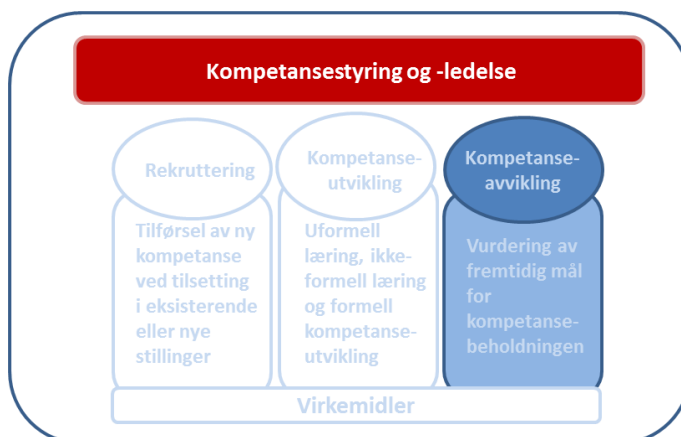 Kompetansestyring og -ledelse
Rekruttering
Kompetanse-
utvikling
Kompetanse-
avvikling
Tilførsel av ny
kompetanse
ved tilsetting
i eksisterende
eller nye
stillinger
Uformell
læring, ikke-
formell læring
og formell
kompetanse-
utvikling
Vurdering av
fremtidig mål
for
kompetanse-
beholdningen
Virkemidler